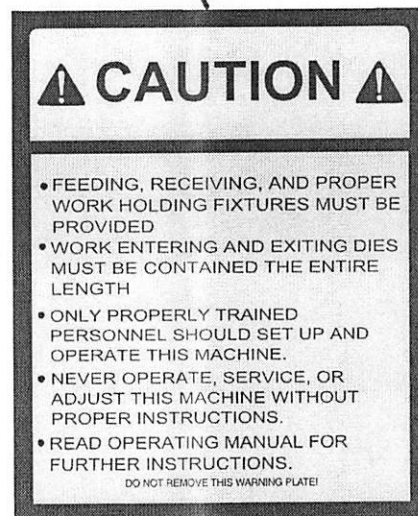 CAUTION
• FEEDING, RECEIVING, AND PROPER
WORK HOLDING FIXTURES MUST BE
PROVIDED
• WORK ENTERING AND EXITING DIES
MUST BE CONTAINED THE ENTIRE
LENGTH
• ONLY PROPERLY TRAINED
PERSONNEL SHOULD SET UP AND
OPERATE THIS MACHINE.
• NEVER OPERATE, SERVICE, OR
ADJUST THIS MACHINE WITHOUT
PROPER INSTRUCTIONS.
• READ OPERATING MANUAL FOR
FURTHER INSTRUCTIONS.
DO NOT REMOVE THIS WARNING PLATE!